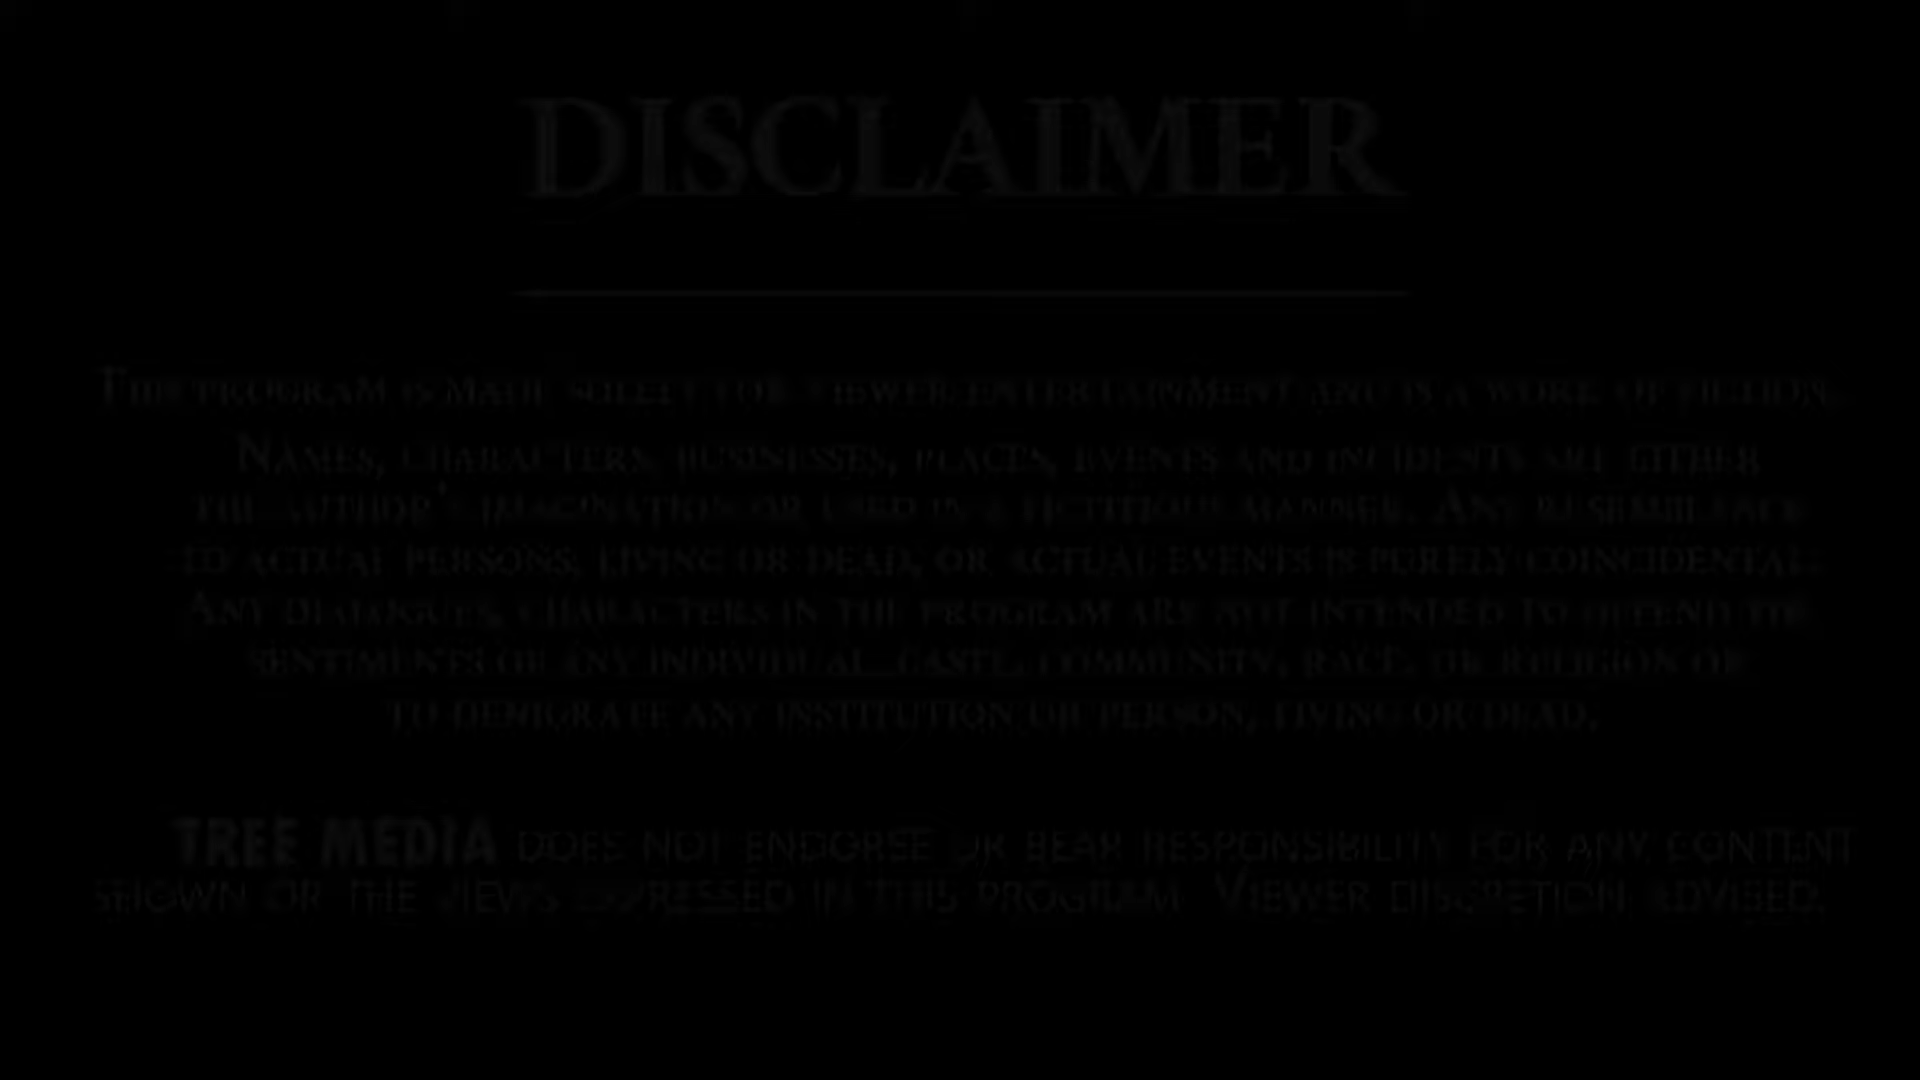 DISCLAIMER
THIS PROGRAM IS MADE SOLELY FOR VIEWER ENTERTAINMENT AND IS A WORK OF FICTION.
NAMES, CHARACTERS, BUSINESSES, PLACES, EVENTS AND INCIDENTS ARE EITHER
THE AUTHOR'S IMAGINATION OR USED IN A FICTITIOUS MANNER. ANY RESEMBLANCE
TO ACTUAL PERSONS, LIVING OR DEAD, OR ACTUAL EVENTS IS PURELY COINCIDENTAL.
ANY DIALOGUES, CHARACTERS IN THE PROGRAM ARE NOT INTENDED TO OFFEND THE
SENTIMENTS OF ANY INDIVIDUAL, CASTE, COMMUNITY, RACE, OR RELIGION OR
TO DENIGRATE ANY INSTITUTION OR PERSON, LIVING OR DEAD.
TREE MEDIA DOES NOT ENDORSE OR BEAR RESPONSIBILITY FOR ANY CONTENT
SHOWN OR THE VIEWS EXPRESSED IN THIS PROGRAM. VIEWER DISCRETION ADVISED.